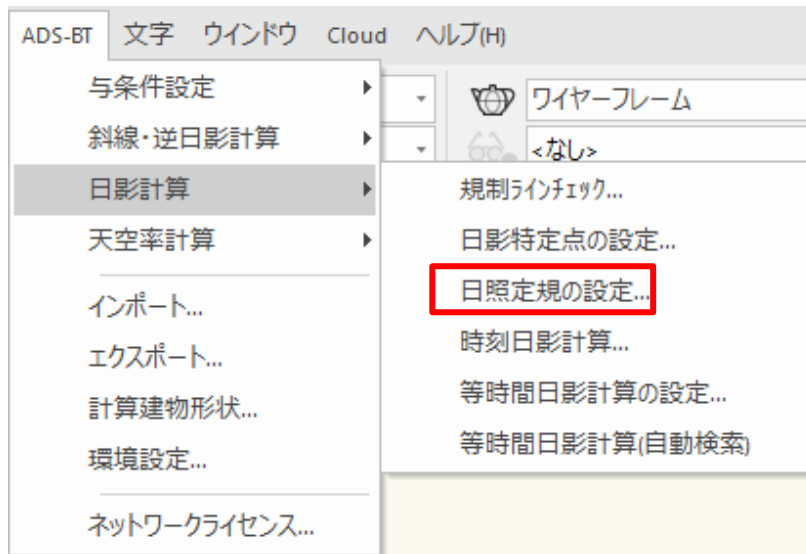 ADS-BT 文字 ウインドウ Cloud ヘルプ(H)
与条件設定
斜線・逆日影計算
日影計算
天空率計算
インポート...
エクスポート...
計算建物形状...
環境設定...
ネットワークライセンス...
ワイヤーフレーム
<なし>
規制ﾗｲﾝﾁｪｯｸ...
日影特定点の設定...
日照定規の設定...
時刻日影計算...
等時間日影計算の設定...
等時間日影計算(自動検索)